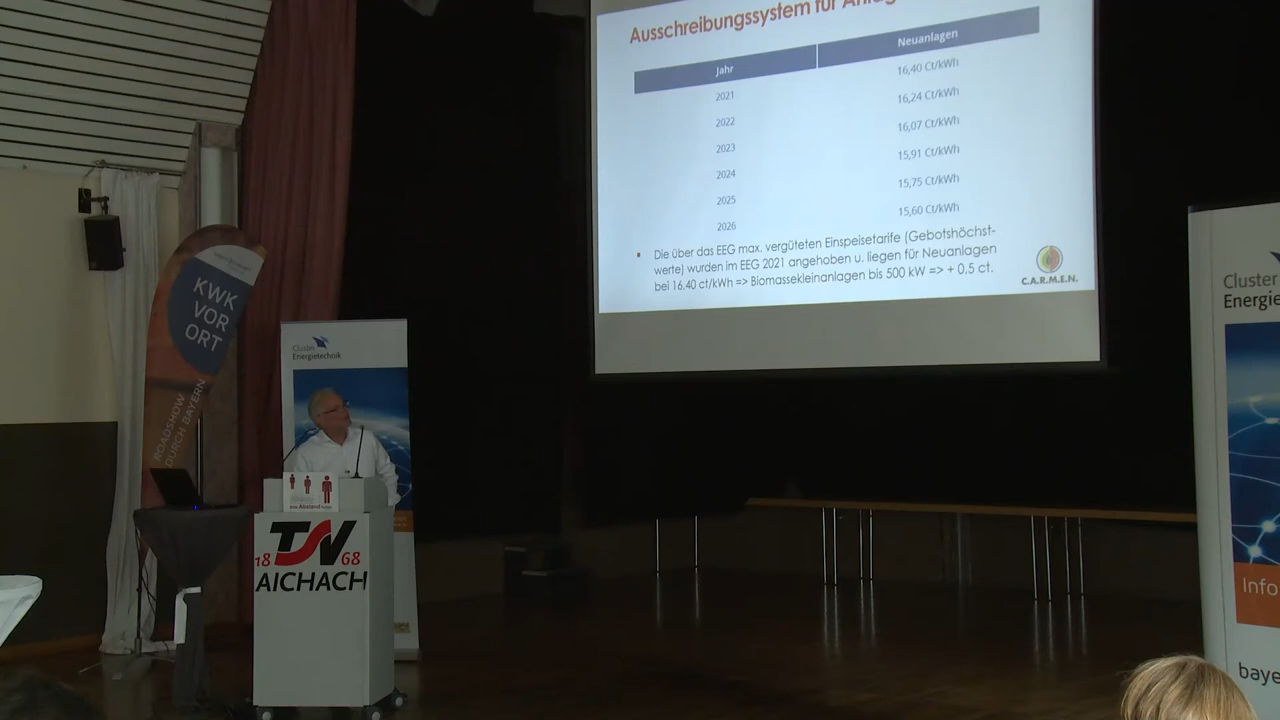 Ausschreibungssystem für
Jahr Neuanlagen
2021 16,40 Ct/kWh
2022 16,24 Ct/kWh
2023 16,07 Ct/kWh
2024 15,91 Ct/kWh
2025 15,75 Ct/kWh
2026 15,60 Ct/kWh
Die über das EEG max. vergüteten Einspeisetarife (Gebotshöchst-
werte) wurden im EEG 2021 angehoben u. liegen für Neuanlagen
bei 16.40 ct/kWh => Biomassekleinanlagen bis 500 kW => + 0,5 ct.
C.A.R.M.E.N.
KWK
VOR
ORT
ROADSHOW
DURCH BAYERN
Cluster
Energietechnik
Abstand
TSV
18 68
AICHACH
Cluster
Energie
Info
baye